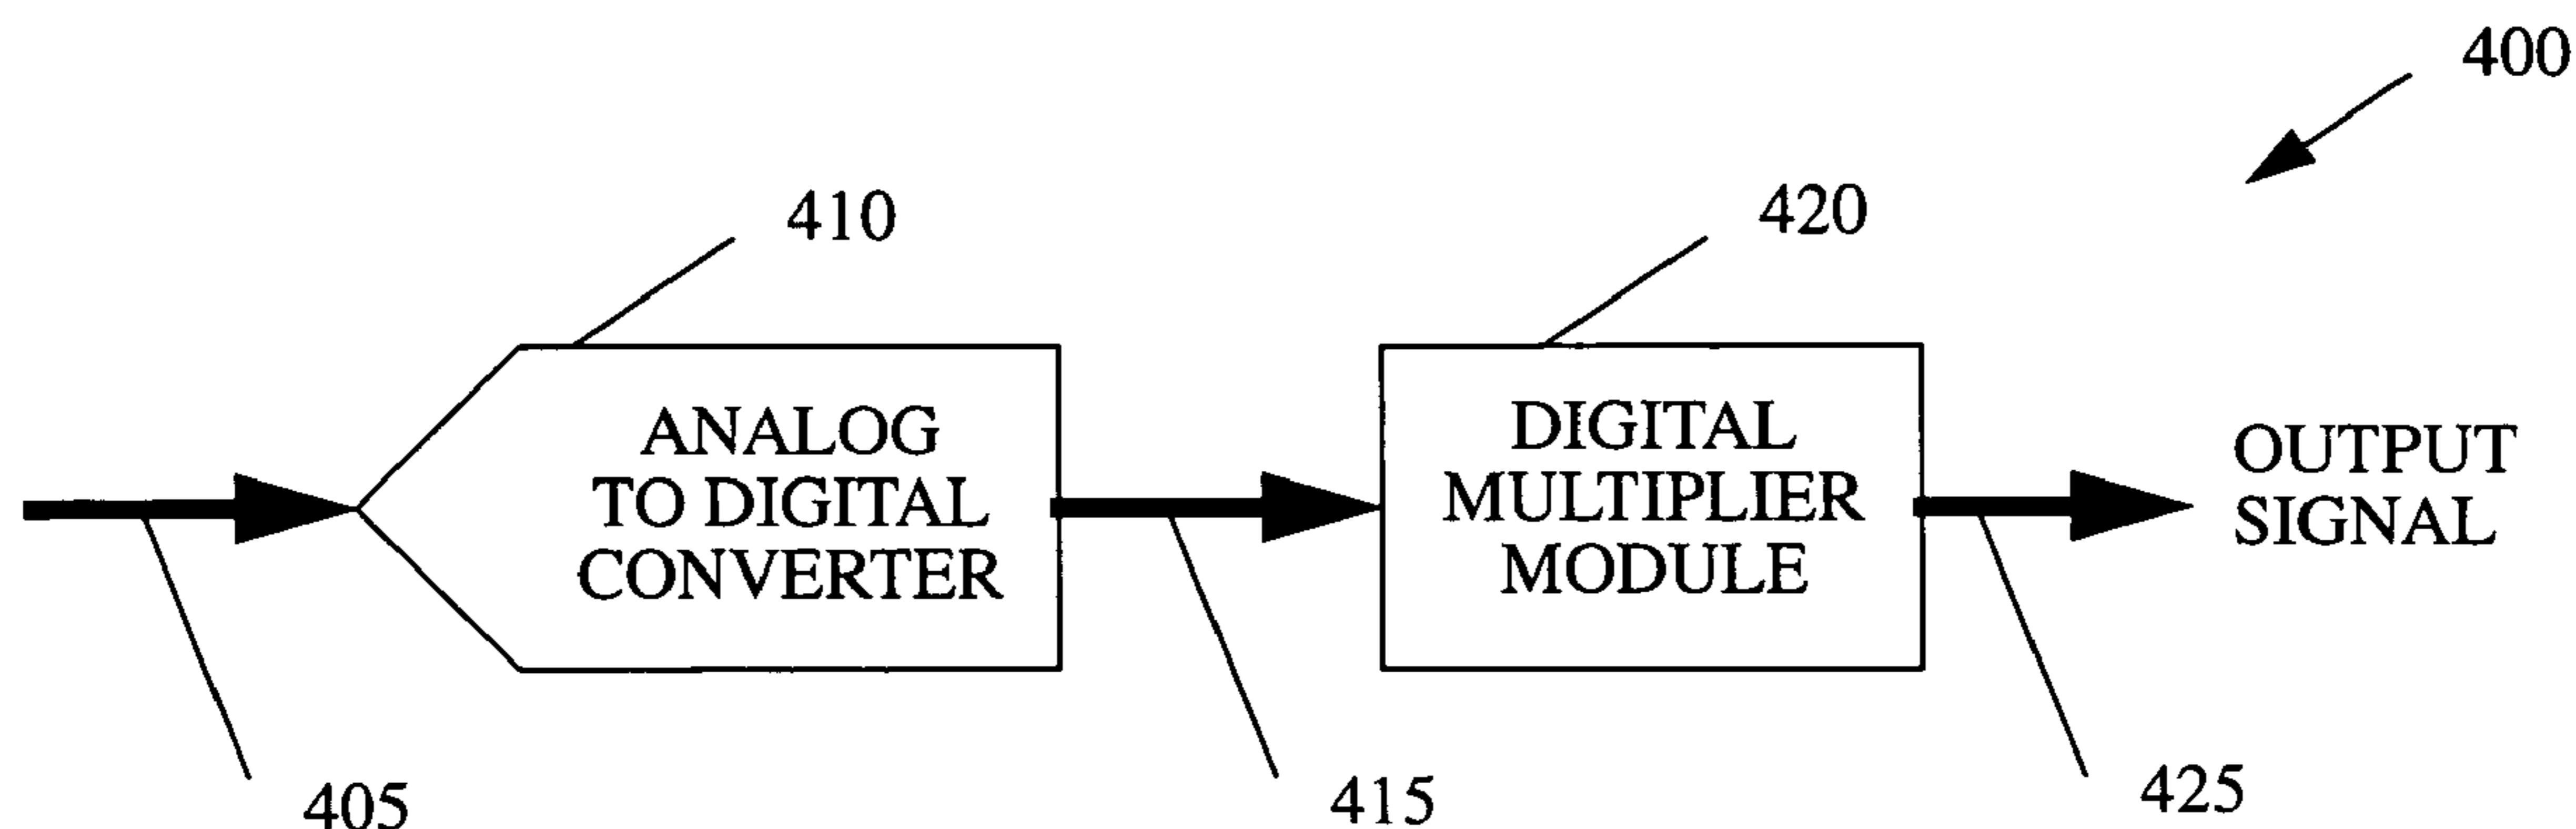 400
410
420
ANALOG
TO DIGITAL
CONVERTER
DIGITAL
MULTIPLIER
MODULE
OUTPUT
SIGNAL
405
415
425